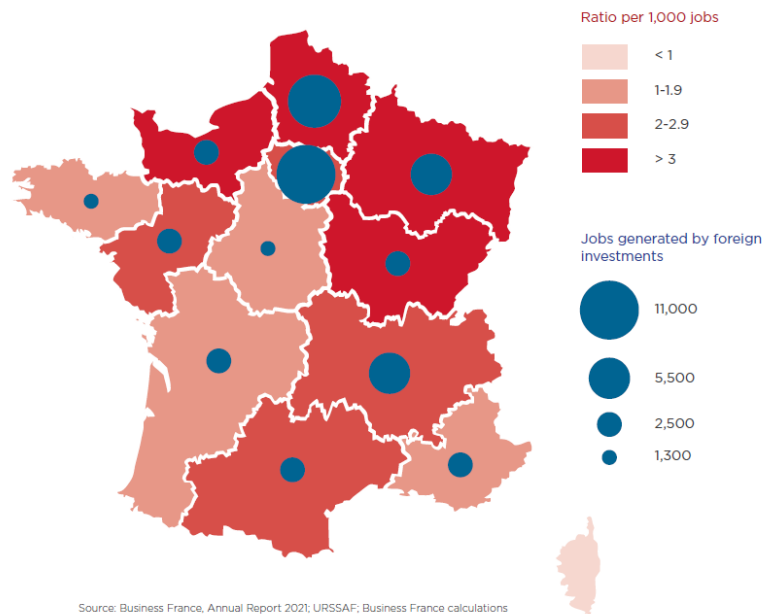 Ratio per 1,000 jobs
< 1
1-1.9
2-2.9
> 3
Jobs generated by foreign
investments
11,000
5,500
2,500
1,300
Source: Business France, Annual Report 2021; URSSAF; Business France calculations